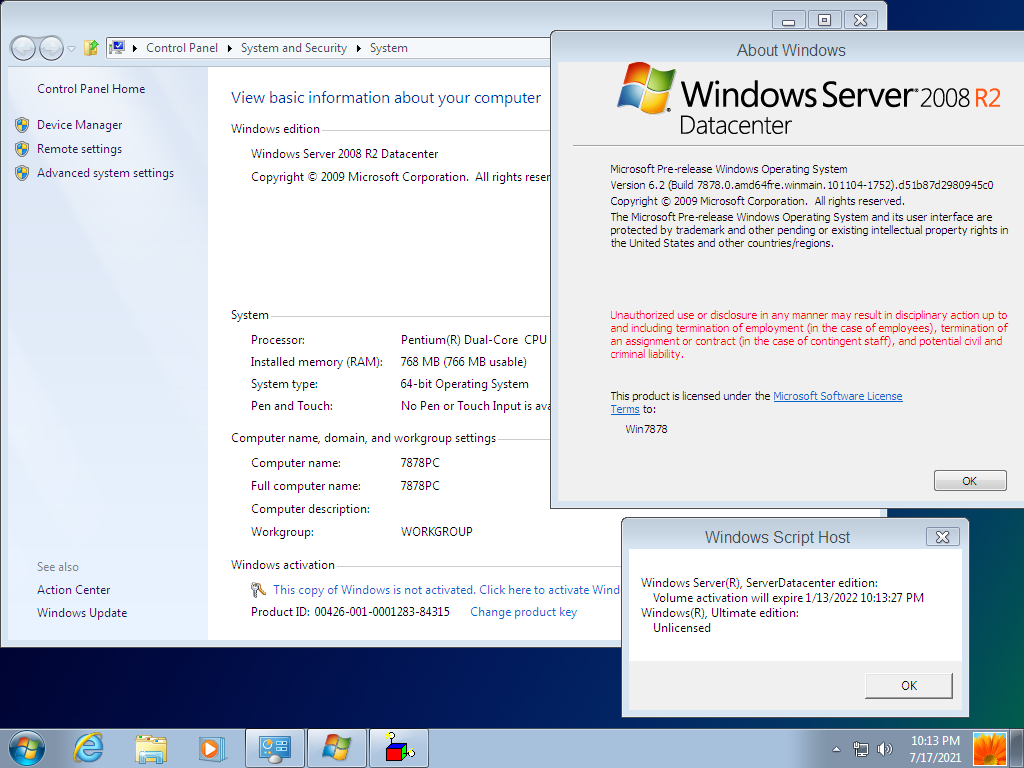 Control Panel
System and Security
System
Control Panel Home
Device Manager
Remote settings
Advanced system settings
See also
Action Center
Windows Update
View basic information about your computer
Windows edition
Windows Server 2008 R2 Datacenter
Copyright © 2009 Microsoft Corporation. All rights reser
System
Processor: Pentium(R) Dual-Core CPU
Installed memory (RAM): 768 MB (766 MB usable)
System type: 64-bit Operating System
Pen and Touch: No Pen or Touch Input is ava
Computer name, domain, and workgroup settings
Computer name: 7878PC
Full computer name: 7878PC
Computer description:
Workgroup: WORKGROUP
Windows activation
This copy of Windows is not activated. Click here to activate Wind
Product ID: 00426-001-0001283-84315 Change product key
About Windows
Windows Server 2008 R2
Datacenter
Microsoft Pre-release Windows Operating System
Version 6.2 (Build 7878.0.amd64fre.winmain.101104-1752).d51b87d2980945c0
Copyright © 2009 Microsoft Corporation. All rights reserved.
The Microsoft Pre-release Windows Operating System and its user interface are
protected by trademark and other pending or existing intellectual property rights in
the United States and other countries/regions.
Unauthorized use or disclosure in any manner may result in disciplinary action up to
and including termination of employment (in the case of employees), termination of
an assignment or contract (in the case of contingent staff), and potential civil and
criminal liability.
This product is licensed under the Microsoft Software License
Terms to:
Win7878
OK
Windows Script Host
Windows Server(R), ServerDatacenter edition:
Volume activation will expire 1/13/2022 10:13:27 PM
Windows(R), Ultimate edition:
Unlicensed
OK
10:13 PM
7/17/2021